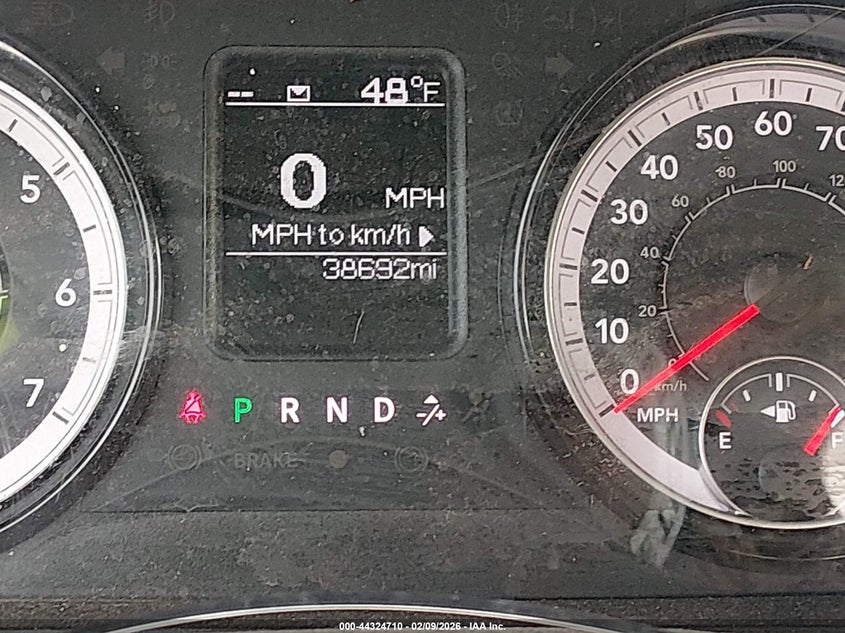 -- 48°F
0 MPH
MPH to km/h
38692mi
P R N D -/+
BRAKE
5
6
7
0
10
20
30
40
50
60
70
MPH
20
40
60
80
100
km/h
E F
000-44324710 - 02/09/2026 - IAA Inc.